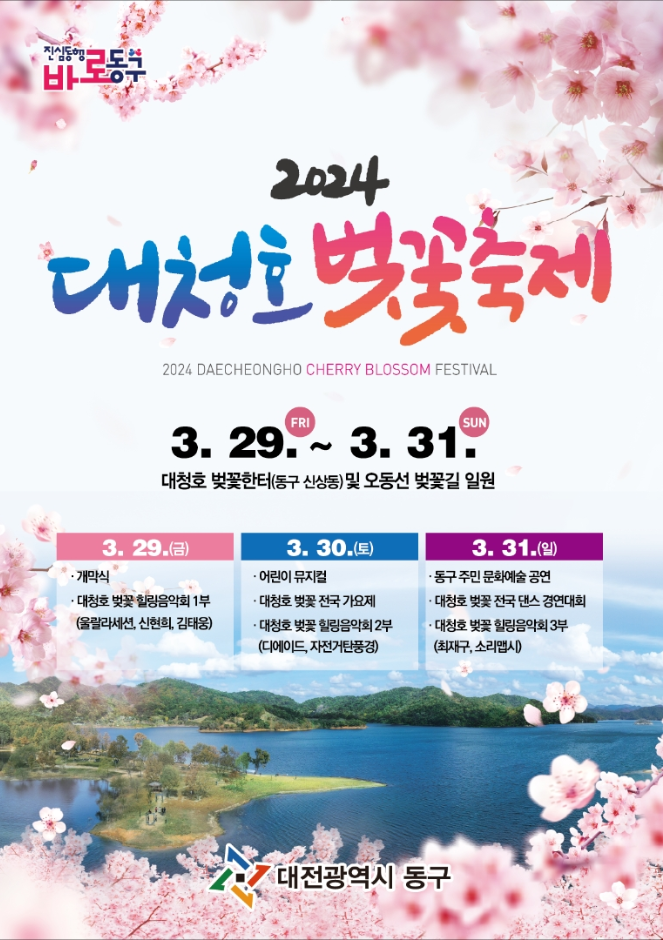 진심동행
바로동구
2024
대청호 벚꽃축제
2024 DAECHEONGHO CHERRY BLOSSOM FESTIVAL
3. 29. FRI ~ 3. 31. SUN
대청호 벚꽃한터(동구 신상동) 및 오동선 벚꽃길 일원
3. 29.(금)
· 개막식
· 대청호 벚꽃 힐링음악회 1부
(울랄라세션, 신현희, 김태웅)
3. 30.(토)
· 어린이 뮤지컬
· 대청호 벚꽃 전국 가요제
· 대청호 벚꽃 힐링음악회 2부
(디에이드, 자전거탄풍경)
3. 31.(일)
· 동구 주민 문화예술 공연
· 대청호 벚꽃 전국 댄스 경연대회
· 대청호 벚꽃 힐링음악회 3부
(최재구, 소리맵시)
대전광역시 동구